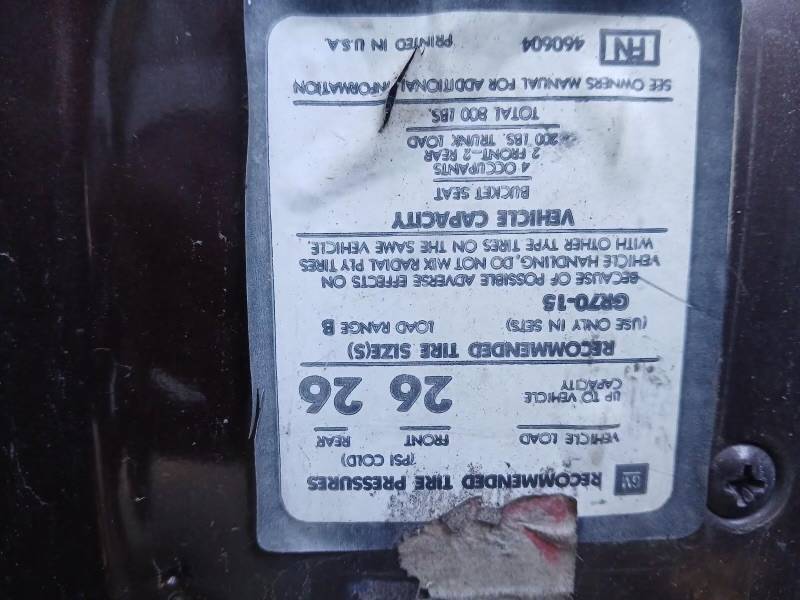 GM RECOMMENDED TIRE PRESSURES
(PSI COLD)
VEHICLE LOAD FRONT REAR
UP TO VEHICLE CAPACITY 26 26
RECOMMENDED TIRE SIZE(S)
(USE ONLY IN SETS) LOAD RANGE B
GR70-15
BECAUSE OF POSSIBLE ADVERSE EFFECTS ON
VEHICLE HANDLING, DO NOT MIX RADIAL PLY TIRES
WITH OTHER TYPE TIRES ON THE SAME VEHICLE.
VEHICLE CAPACITY
BUCKET SEAT
4 OCCUPANTS
2 FRONT-2 REAR
200 LBS. TRUNK LOAD
TOTAL 800 LBS.
SEE OWNERS MANUAL FOR ADDITIONAL INFORMATION
FN 460604 PRINTED IN U.S.A.